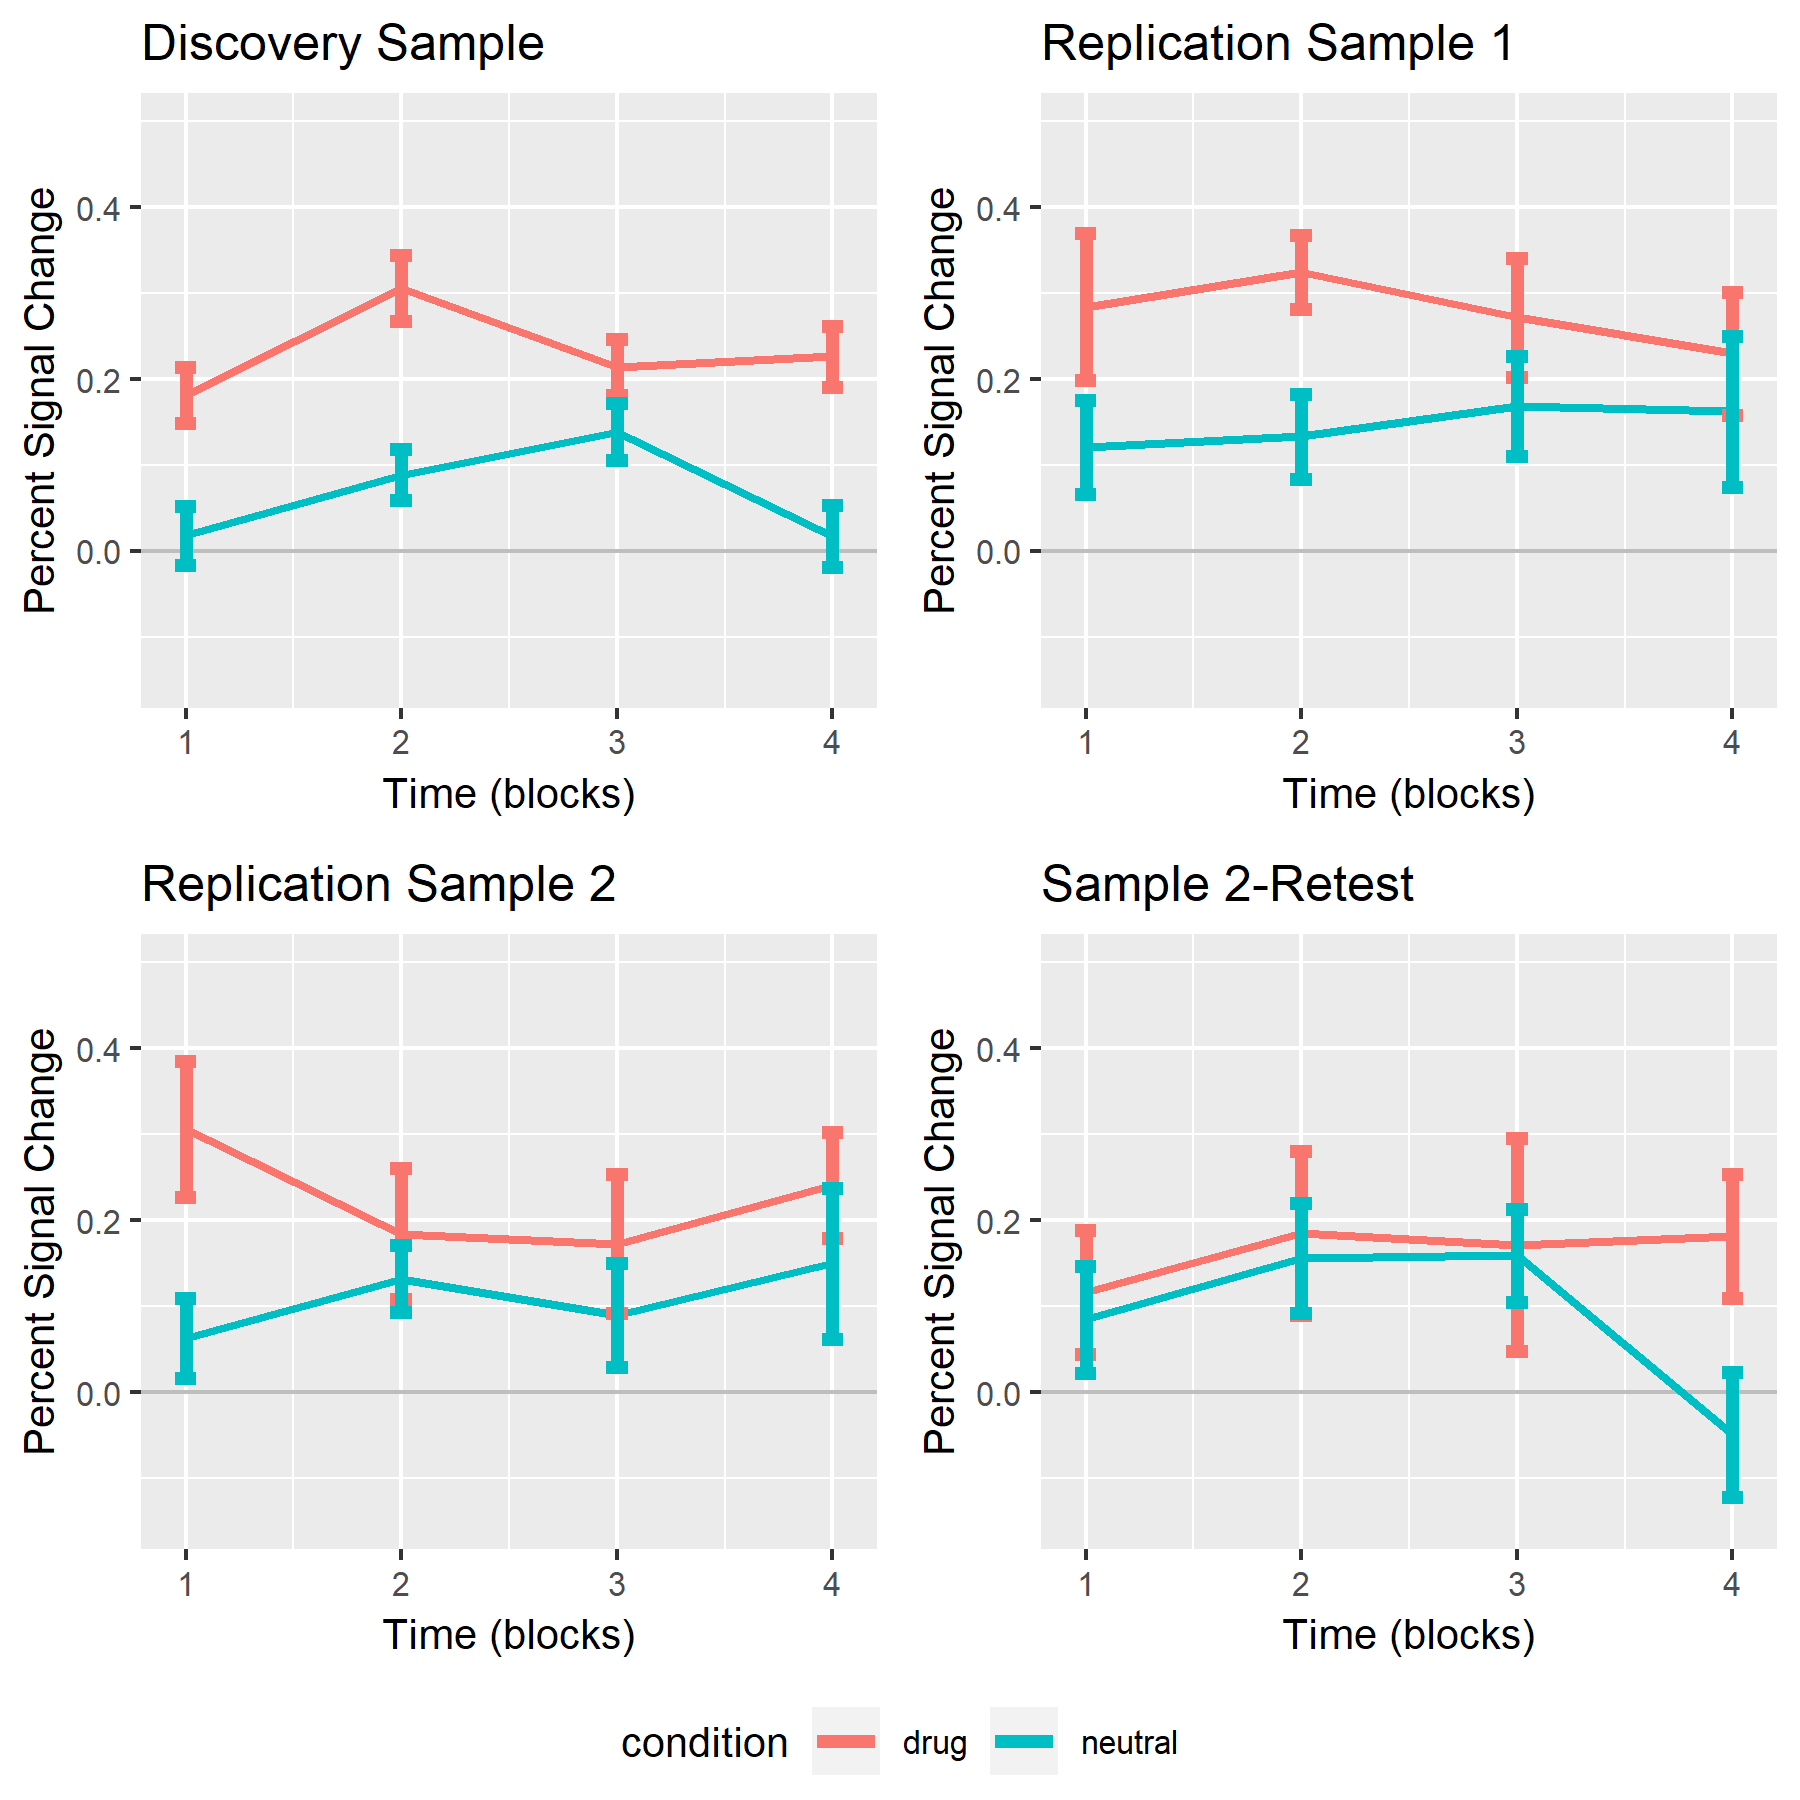 Discovery Sample
Percent Signal Change
0.4
0.2
0.0
1 2 3 4
Time (blocks)
Replication Sample 1
Percent Signal Change
0.4
0.2
0.0
1 2 3 4
Time (blocks)
Replication Sample 2
Percent Signal Change
0.4
0.2
0.0
1 2 3 4
Time (blocks)
Sample 2-Retest
Percent Signal Change
0.4
0.2
0.0
1 2 3 4
Time (blocks)
condition drug neutral